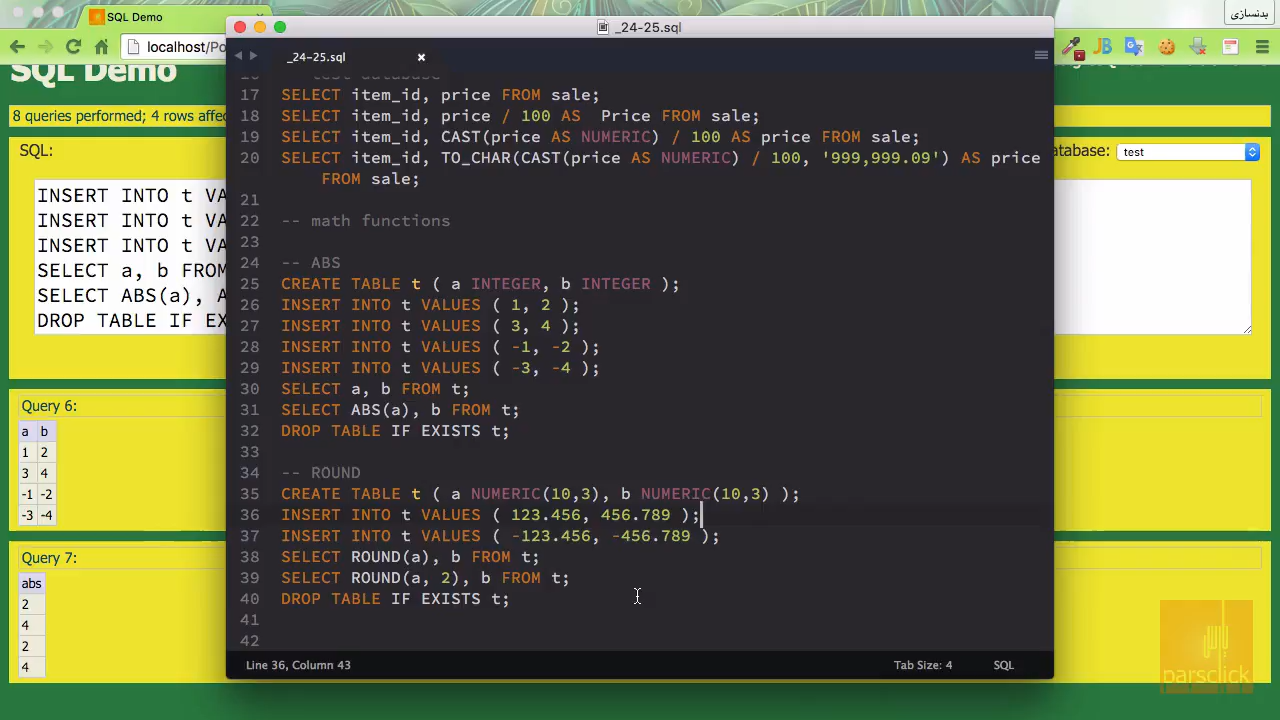 SQL Demo
بدنسازی
localhost/Po
SQL Demo
8 queries performed; 4 rows affe
SQL:
atabase:
test
INSERT INTO t VA
INSERT INTO t VA
INSERT INTO t VA
SELECT a, b FROM
SELECT ABS(a), A
DROP TABLE IF EX
Query 6:
a b
1 2
3 4
-1 -2
-3 -4
Query 7:
abs
2
4
2
4
_24-25.sql
_24-25.sql
16 -- test database
17 SELECT item_id, price FROM sale;
18 SELECT item_id, price / 100 AS  Price FROM sale;
19 SELECT item_id, CAST(price AS NUMERIC) / 100 AS price FROM sale;
20 SELECT item_id, TO_CHAR(CAST(price AS NUMERIC) / 100, '999,999.09') AS price
FROM sale;
21
22 -- math functions
23
24 -- ABS
25 CREATE TABLE t ( a INTEGER, b INTEGER );
26 INSERT INTO t VALUES ( 1, 2 );
27 INSERT INTO t VALUES ( 3, 4 );
28 INSERT INTO t VALUES ( -1, -2 );
29 INSERT INTO t VALUES ( -3, -4 );
30 SELECT a, b FROM t;
31 SELECT ABS(a), b FROM t;
32 DROP TABLE IF EXISTS t;
33
34 -- ROUND
35 CREATE TABLE t ( a NUMERIC(10,3), b NUMERIC(10,3) );
36 INSERT INTO t VALUES ( 123.456, 456.789 );
37 INSERT INTO t VALUES ( -123.456, -456.789 );
38 SELECT ROUND(a), b FROM t;
39 SELECT ROUND(a, 2), b FROM t;
40 DROP TABLE IF EXISTS t;
41
42
Line 36, Column 43
Tab Size: 4
SQL
پارس
parsclick